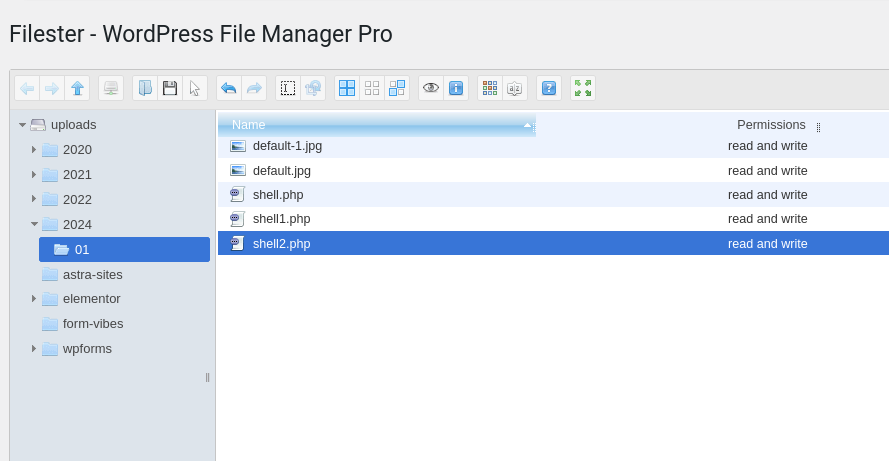 Filester - WordPress File Manager Pro
uploads
2020
2021
2022
2024
01
astra-sites
elementor
form-vibes
wpforms
Name Permissions
default-1.jpg read and write
default.jpg read and write
shell.php read and write
shell1.php read and write
shell2.php read and write